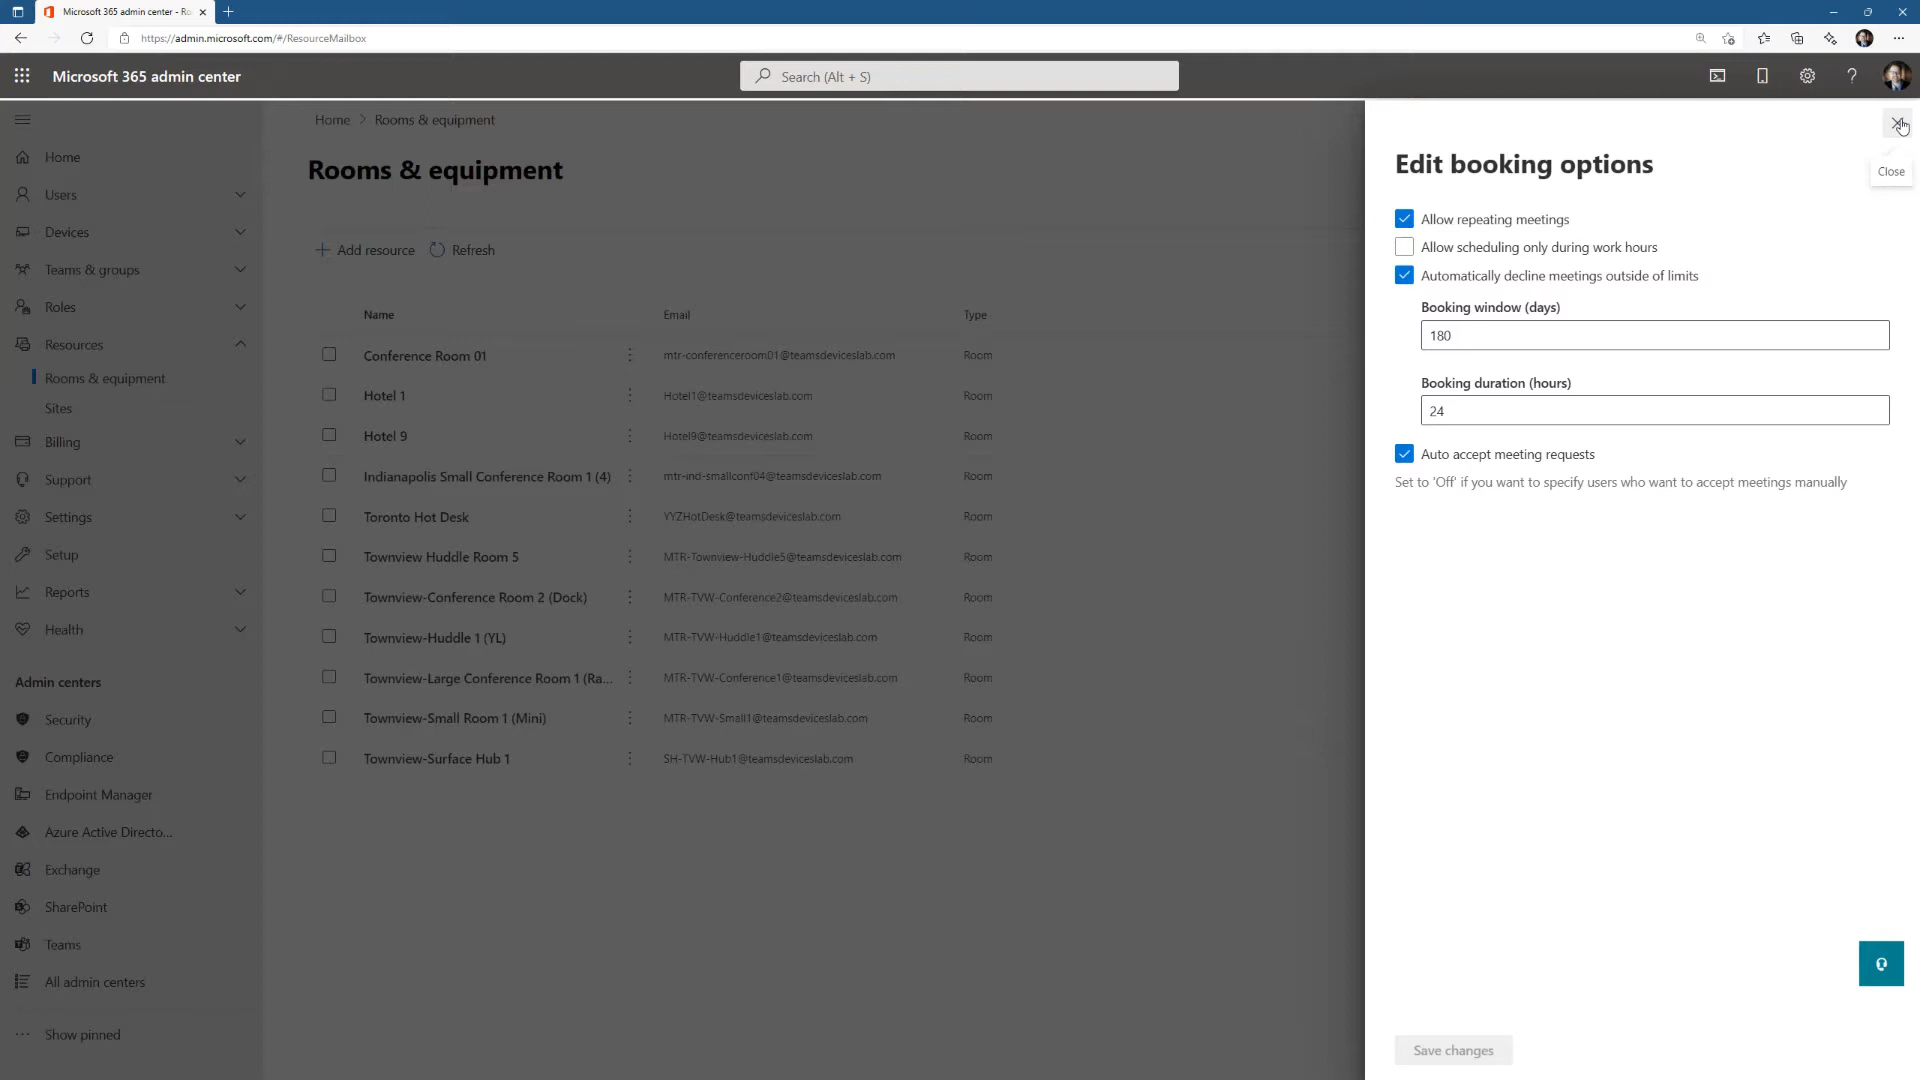 Microsoft 365 admin center - Ro
https://admin.microsoft.com/#/ResourceMailbox
Microsoft 365 admin center
Search (Alt + S)
Home
Users
Devices
Teams & groups
Roles
Resources
Rooms & equipment
Sites
Billing
Support
Settings
Setup
Reports
Health
Admin centers
Security
Compliance
Endpoint Manager
Azure Active Directo...
Exchange
SharePoint
Teams
All admin centers
Show pinned
Home > Rooms & equipment
Rooms & equipment
Add resource Refresh
Name Email Type
Conference Room 01 mtr-conferenceroom01@teamsdeviceslab.com Room
Hotel 1 Hotel1@teamsdeviceslab.com Room
Hotel 9 Hotel9@teamsdeviceslab.com Room
Indianapolis Small Conference Room 1 (4) mtr-ind-smallconf04@teamsdeviceslab.com Room
Toronto Hot Desk YYZHotDesk@teamsdeviceslab.com Room
Townview Huddle Room 5 MTR-Townview-Huddle5@teamsdeviceslab.com Room
Townview-Conference Room 2 (Dock) MTR-TVW-Conference2@teamsdeviceslab.com Room
Townview-Huddle 1 (YL) MTR-TVW-Huddle1@teamsdeviceslab.com Room
Townview-Large Conference Room 1 (Ra... MTR-TVW-Conference1@teamsdeviceslab.com Room
Townview-Small Room 1 (Mini) MTR-TVW-Small1@teamsdeviceslab.com Room
Townview-Surface Hub 1 SH-TVW-Hub1@teamsdeviceslab.com Room
Close
Edit booking options
Allow repeating meetings
Allow scheduling only during work hours
Automatically decline meetings outside of limits
Booking window (days)
180
Booking duration (hours)
24
Auto accept meeting requests
Set to 'Off' if you want to specify users who want to accept meetings manually
Save changes